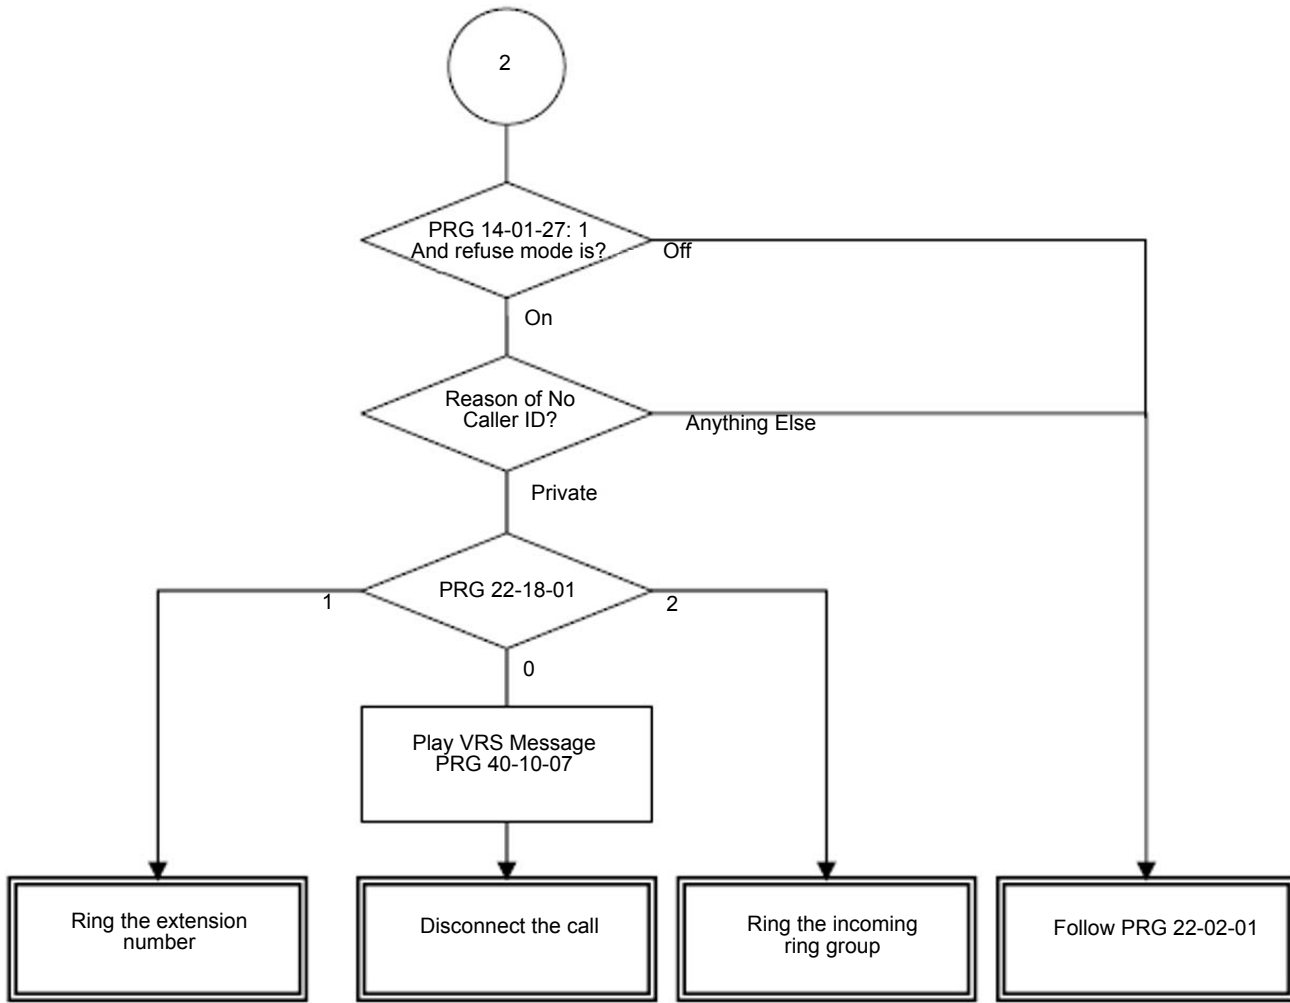 2
PRG 14-01-27: 1
And refuse mode is?
Off
On
Reason of No
Caller ID?
Anything Else
Private
PRG 22-18-01
1
2
0
Play VRS Message
PRG 40-10-07
Ring the extension
number
Disconnect the call
Ring the incoming
ring group
Follow PRG 22-02-01